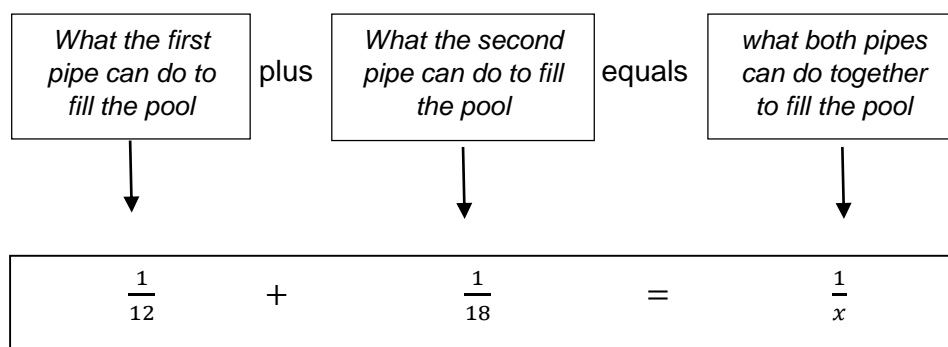 What the first
pipe can do to
fill the pool
plus
What the second
pipe can do to fill
the pool
equals
what both pipes
can do together
to fill the pool
1/12 + 1/18 = 1/x